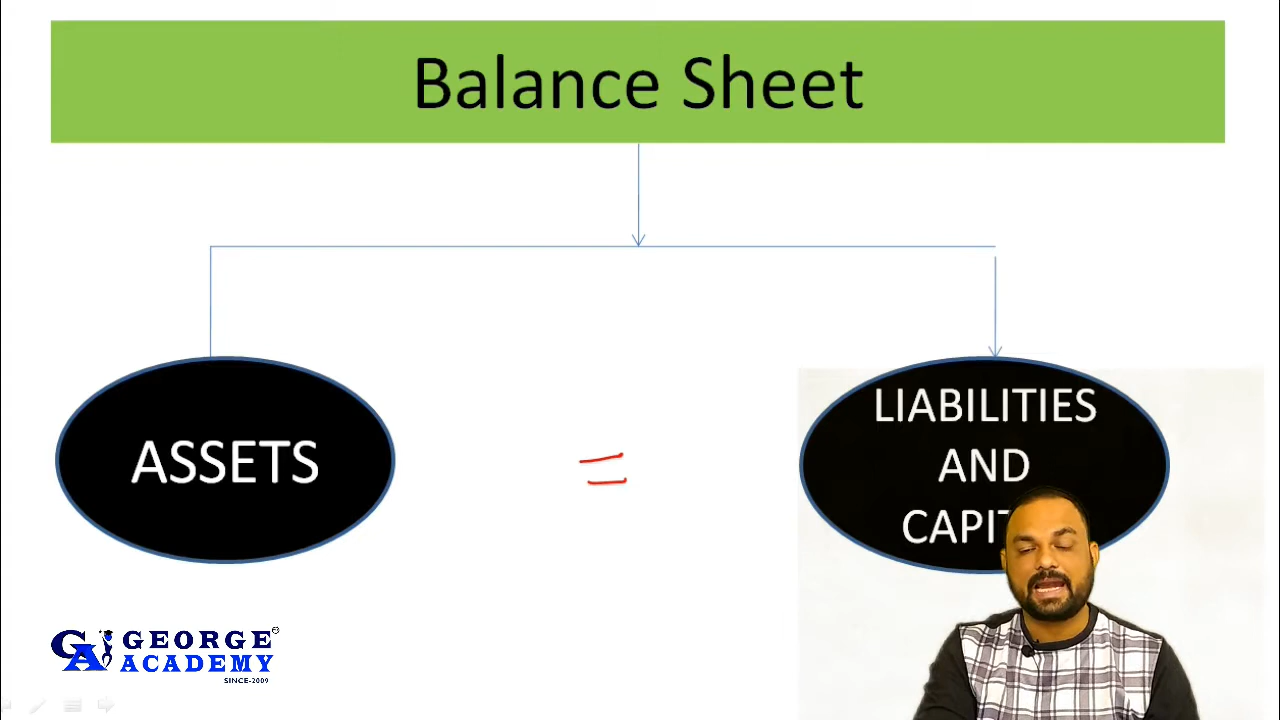 Balance Sheet
ASSETS
=
LIABILITIES
AND
GEORGE
ACADEMY
SINCE-2009